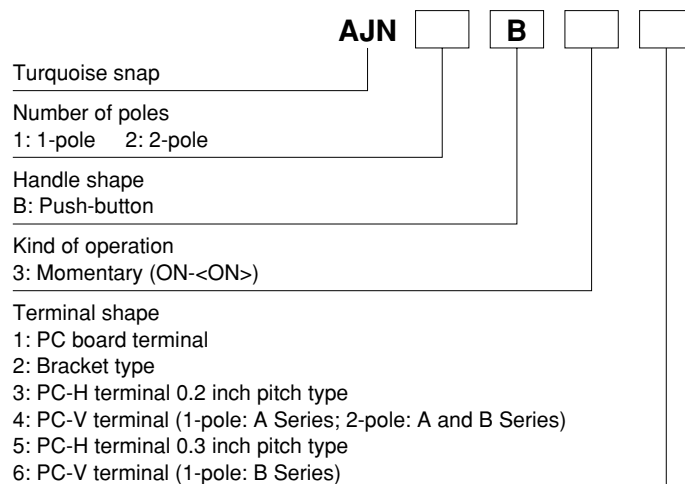 AJN B
Turquoise snap
Number of poles
1: 1-pole 2: 2-pole
Handle shape
B: Push-button
Kind of operation
3: Momentary (ON-<ON>)
Terminal shape
1: PC board terminal
2: Bracket type
3: PC-H terminal 0.2 inch pitch type
4: PC-V terminal (1-pole: A Series; 2-pole: A and B Series)
5: PC-H terminal 0.3 inch pitch type
6: PC-V terminal (1-pole: B Series)